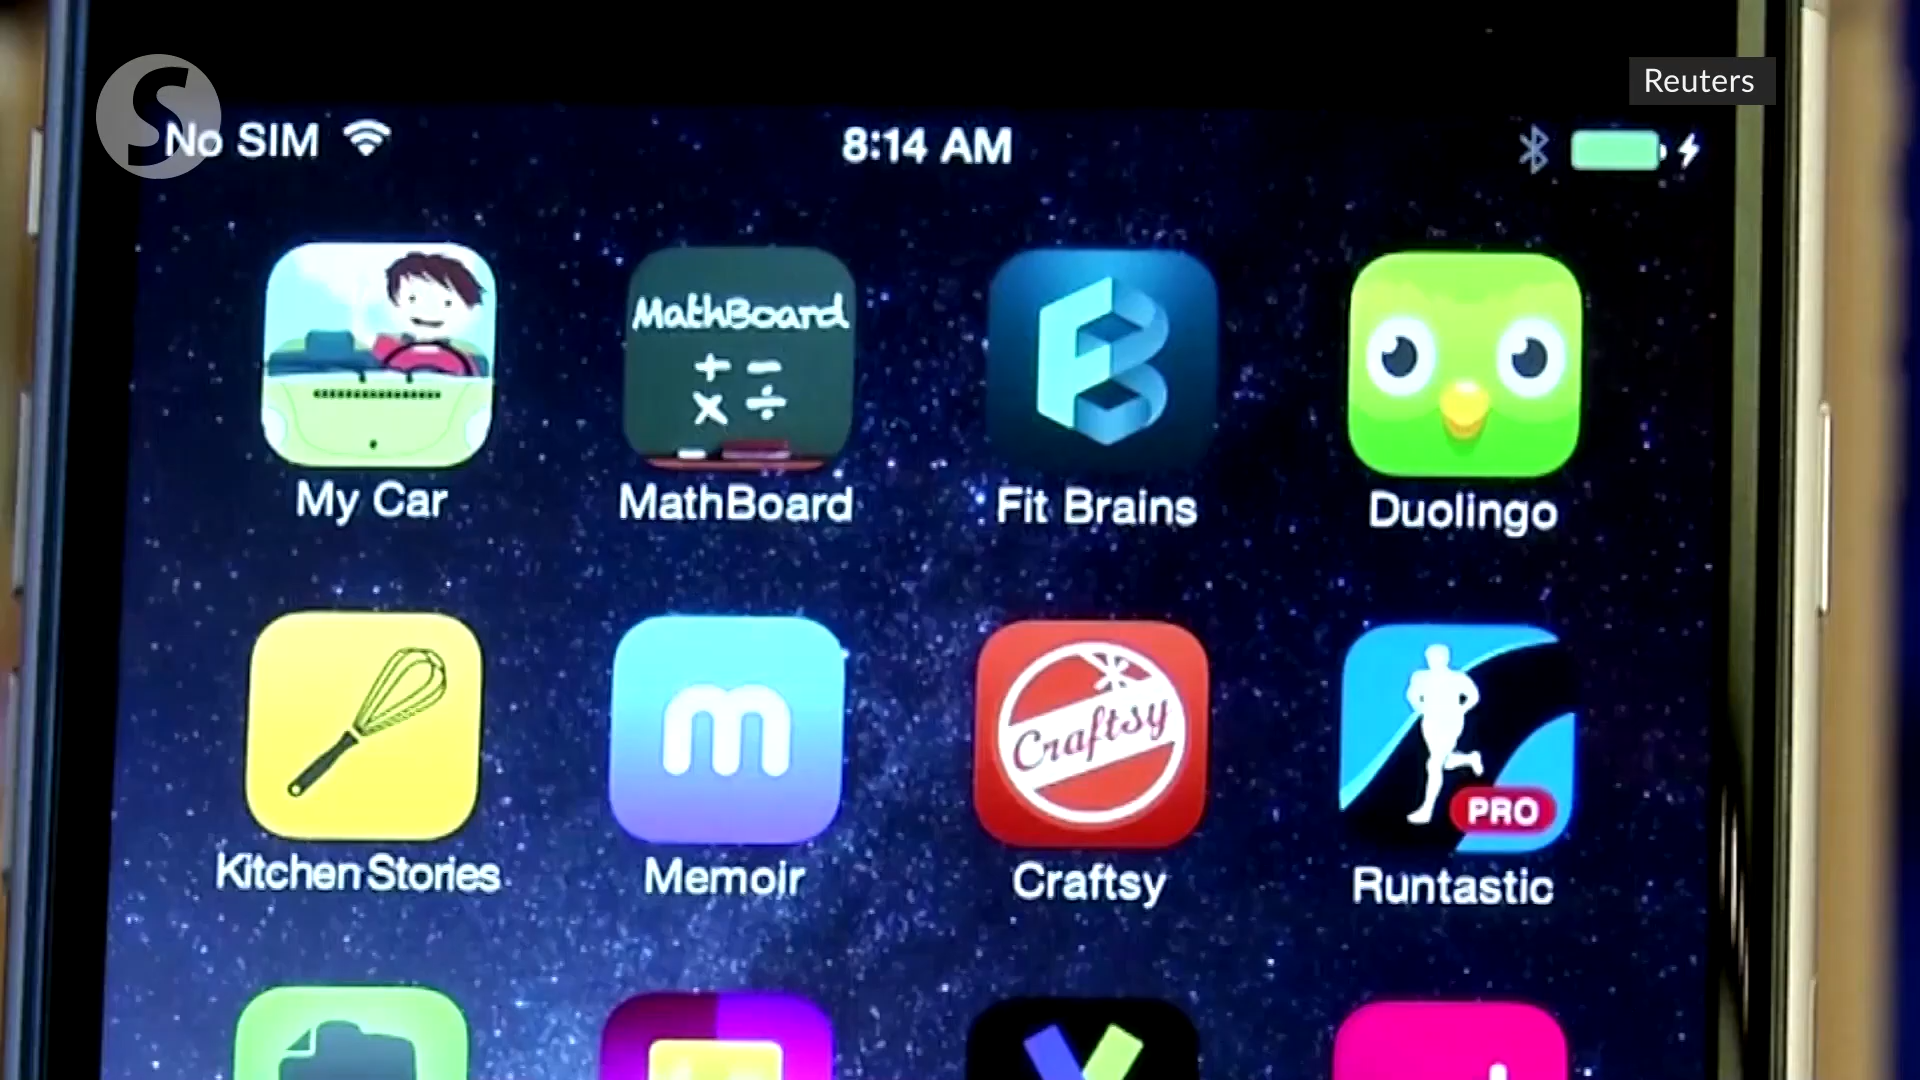 Reuters
S
No SIM 8:14 AM
MathBoard
+ −
× ÷
FB
My Car MathBoard Fit Brains Duolingo
m
Craftsy
PRO
Kitchen Stories Memoir Craftsy Runtastic